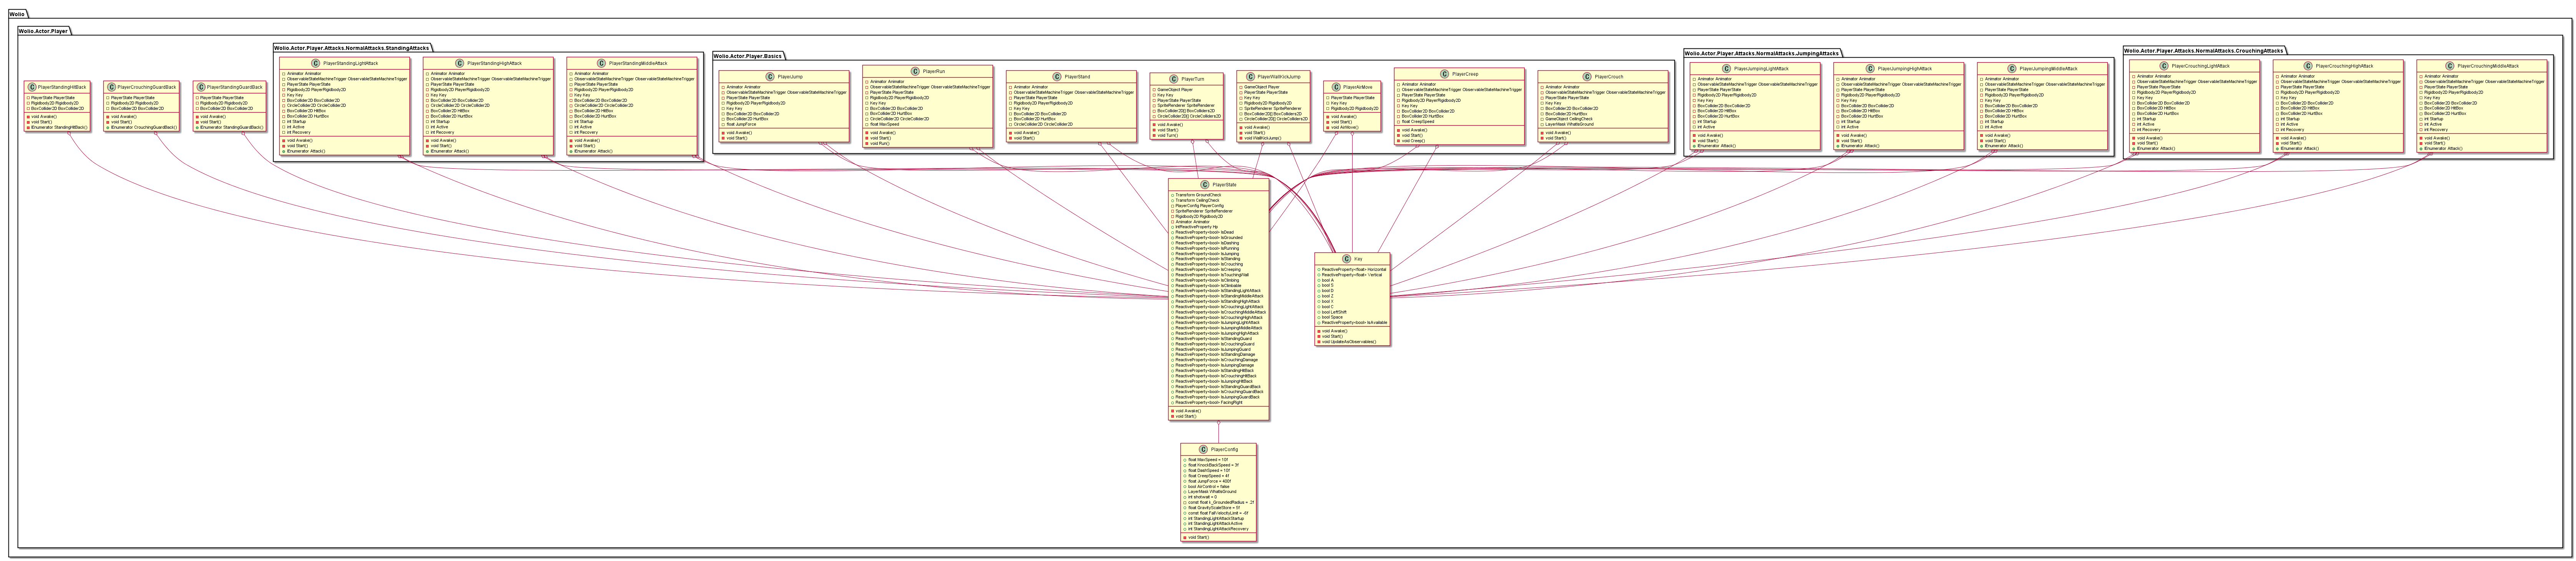 Wolio
Wolio.Actor.Player
Wolio.Actor.Player.Attacks.NormalAttacks.StandingAttacks
Wolio.Actor.Player.Basics
Wolio.Actor.Player.Attacks.NormalAttacks.JumpingAttacks
Wolio.Actor.Player.Attacks.NormalAttacks.CrouchingAttacks
PlayerStandingHitBack
PlayerState PlayerState
Rigidbody2D Rigidbody2D
BoxCollider2D BoxCollider2D
void Awake()
void Start()
IEnumerator StandingHitBack()
PlayerCrouchingGuardBack
PlayerState PlayerState
Rigidbody2D Rigidbody2D
BoxCollider2D BoxCollider2D
void Awake()
void Start()
IEnumerator CrouchingGuardBack()
PlayerStandingGuardBack
PlayerState PlayerState
Rigidbody2D Rigidbody2D
BoxCollider2D BoxCollider2D
void Awake()
void Start()
IEnumerator StandingGuardBack()
PlayerStandingLightAttack
Animator Animator
ObservableStateMachineTrigger ObservableStateMachineTrigger
PlayerState PlayerState
Rigidbody2D PlayerRigidbody2D
Key Key
BoxCollider2D BoxCollider2D
CircleCollider2D CircleCollider2D
BoxCollider2D HitBox
BoxCollider2D HurtBox
int Startup
int Active
int Recovery
void Awake()
void Start()
IEnumerator Attack()
PlayerStandingHighAttack
Animator Animator
ObservableStateMachineTrigger ObservableStateMachineTrigger
PlayerState PlayerState
Rigidbody2D PlayerRigidbody2D
Key Key
BoxCollider2D BoxCollider2D
CircleCollider2D CircleCollider2D
BoxCollider2D HitBox
BoxCollider2D HurtBox
int Startup
int Active
int Recovery
void Awake()
void Start()
IEnumerator Attack()
PlayerStandingMiddleAttack
Animator Animator
ObservableStateMachineTrigger ObservableStateMachineTrigger
PlayerState PlayerState
Rigidbody2D PlayerRigidbody2D
Key Key
BoxCollider2D BoxCollider2D
CircleCollider2D CircleCollider2D
BoxCollider2D HitBox
BoxCollider2D HurtBox
int Startup
int Active
int Recovery
void Awake()
void Start()
IEnumerator Attack()
PlayerJump
Animator Animator
ObservableStateMachineTrigger ObservableStateMachineTrigger
PlayerState PlayerState
Rigidbody2D PlayerRigidbody2D
Key Key
BoxCollider2D BoxCollider2D
BoxCollider2D HurtBox
float JumpForce
void Awake()
void Start()
PlayerRun
Animator Animator
ObservableStateMachineTrigger ObservableStateMachineTrigger
PlayerState PlayerState
Rigidbody2D PlayerRigidbody2D
Key Key
BoxCollider2D BoxCollider2D
BoxCollider2D HurtBox
CircleCollider2D CircleCollider2D
float MaxSpeed
void Awake()
void Start()
void Run()
PlayerStand
Animator Animator
ObservableStateMachineTrigger ObservableStateMachineTrigger
PlayerState PlayerState
Rigidbody2D PlayerRigidbody2D
Key Key
BoxCollider2D BoxCollider2D
BoxCollider2D HurtBox
CircleCollider2D CircleCollider2D
void Awake()
void Start()
PlayerTurn
GameObject Player
Key Key
PlayerState PlayerState
SpriteRenderer SpriteRenderer
BoxCollider2D[] BoxColliders2D
CircleCollider2D[] CircleColliders2D
void Awake()
void Start()
void Turn()
PlayerWallKickJump
GameObject Player
PlayerState PlayerState
Key Key
Rigidbody2D Rigidbody2D
SpriteRenderer SpriteRenderer
BoxCollider2D[] BoxColliders2D
CircleCollider2D[] CircleColliders2D
void Awake()
void Start()
void WallKickJump()
PlayerAirMove
PlayerState PlayerState
Key Key
Rigidbody2D Rigidbody2D
void Awake()
void Start()
void AirMove()
PlayerCreep
Animator Animator
ObservableStateMachineTrigger ObservableStateMachineTrigger
PlayerState PlayerState
Rigidbody2D PlayerRigidbody2D
Key Key
BoxCollider2D BoxCollider2D
BoxCollider2D HurtBox
float CreepSpeed
void Awake()
void Start()
void Creep()
PlayerCrouch
Animator Animator
ObservableStateMachineTrigger ObservableStateMachineTrigger
PlayerState PlayerState
Key Key
BoxCollider2D BoxCollider2D
BoxCollider2D HurtBox
GameObject CeilingCheck
LayerMask WhatIsGround
void Awake()
void Start()
PlayerJumpingLightAttack
Animator Animator
ObservableStateMachineTrigger ObservableStateMachineTrigger
PlayerState PlayerState
Rigidbody2D PlayerRigidbody2D
Key Key
BoxCollider2D BoxCollider2D
BoxCollider2D HitBox
BoxCollider2D HurtBox
int Startup
int Active
void Awake()
void Start()
IEnumerator Attack()
PlayerJumpingHighAttack
Animator Animator
ObservableStateMachineTrigger ObservableStateMachineTrigger
PlayerState PlayerState
Rigidbody2D PlayerRigidbody2D
Key Key
BoxCollider2D BoxCollider2D
BoxCollider2D HitBox
BoxCollider2D HurtBox
int Startup
int Active
void Awake()
void Start()
IEnumerator Attack()
PlayerJumpingMiddleAttack
Animator Animator
ObservableStateMachineTrigger ObservableStateMachineTrigger
PlayerState PlayerState
Rigidbody2D PlayerRigidbody2D
Key Key
BoxCollider2D BoxCollider2D
BoxCollider2D HitBox
BoxCollider2D HurtBox
int Startup
int Active
void Awake()
void Start()
IEnumerator Attack()
PlayerCrouchingLightAttack
Animator Animator
ObservableStateMachineTrigger ObservableStateMachineTrigger
PlayerState PlayerState
Rigidbody2D PlayerRigidbody2D
Key Key
BoxCollider2D BoxCollider2D
BoxCollider2D HitBox
BoxCollider2D HurtBox
int Startup
int Active
int Recovery
void Awake()
void Start()
IEnumerator Attack()
PlayerCrouchingHighAttack
Animator Animator
ObservableStateMachineTrigger ObservableStateMachineTrigger
PlayerState PlayerState
Rigidbody2D PlayerRigidbody2D
Key Key
BoxCollider2D BoxCollider2D
BoxCollider2D HitBox
BoxCollider2D HurtBox
int Startup
int Active
int Recovery
void Awake()
void Start()
IEnumerator Attack()
PlayerCrouchingMiddleAttack
Animator Animator
ObservableStateMachineTrigger ObservableStateMachineTrigger
PlayerState PlayerState
Rigidbody2D PlayerRigidbody2D
Key Key
BoxCollider2D BoxCollider2D
BoxCollider2D HitBox
BoxCollider2D HurtBox
int Startup
int Active
int Recovery
void Awake()
void Start()
IEnumerator Attack()
PlayerState
Transform GroundCheck
Transform CeilingCheck
PlayerConfig PlayerConfig
SpriteRenderer SpriteRenderer
Rigidbody2D Rigidbody2D
Animator Animator
IntReactiveProperty Hp
ReactiveProperty<bool> IsDead
ReactiveProperty<bool> IsGrounded
ReactiveProperty<bool> IsDashing
ReactiveProperty<bool> IsRunning
ReactiveProperty<bool> IsJumping
ReactiveProperty<bool> IsStanding
ReactiveProperty<bool> IsCrouching
ReactiveProperty<bool> IsCreeping
ReactiveProperty<bool> IsTouchingWall
ReactiveProperty<bool> IsClimbing
ReactiveProperty<bool> IsClimbable
ReactiveProperty<bool> IsStandingLightAttack
ReactiveProperty<bool> IsStandingMiddleAttack
ReactiveProperty<bool> IsStandingHighAttack
ReactiveProperty<bool> IsCrouchingLightAttack
ReactiveProperty<bool> IsCrouchingMiddleAttack
ReactiveProperty<bool> IsCrouchingHighAttack
ReactiveProperty<bool> IsJumpingLightAttack
ReactiveProperty<bool> IsJumpingMiddleAttack
ReactiveProperty<bool> IsJumpingHighAttack
ReactiveProperty<bool> IsStandingGuard
ReactiveProperty<bool> IsCrouchingGuard
ReactiveProperty<bool> IsJumpingGuard
ReactiveProperty<bool> IsStandingDamage
ReactiveProperty<bool> IsCrouchingDamage
ReactiveProperty<bool> IsJumpingDamage
ReactiveProperty<bool> IsStandingHitBack
ReactiveProperty<bool> IsCrouchingHitBack
ReactiveProperty<bool> IsJumpingHitBack
ReactiveProperty<bool> IsStandingGuardBack
ReactiveProperty<bool> IsCrouchingGuardBack
ReactiveProperty<bool> IsJumpingGuardBack
ReactiveProperty<bool> FacingRight
void Awake()
void Start()
Key
ReactiveProperty<float> Horizontal
ReactiveProperty<float> Vertical
bool A
bool S
bool D
bool Z
bool X
bool C
bool LeftShift
bool Space
ReactiveProperty<bool> IsAvailable
void Awake()
void Start()
void UpdateAsObservables()
PlayerConfig
float MaxSpeed = 10f
float KnockBackSpeed = 3f
float DashSpeed = 18f
float CreepSpeed = 4f
float JumpForce = 400f
bool AirControl = false
LayerMask WhatIsGround
int shotwait = 0
const float k_GroundedRadius = .2f
float GravityScaleStore = 5f
const float FallVelocityLimit = -6f
int StandingLightAttackStartup
int StandingLightAttackActive
int StandingLightAttackRecovery
void Start()